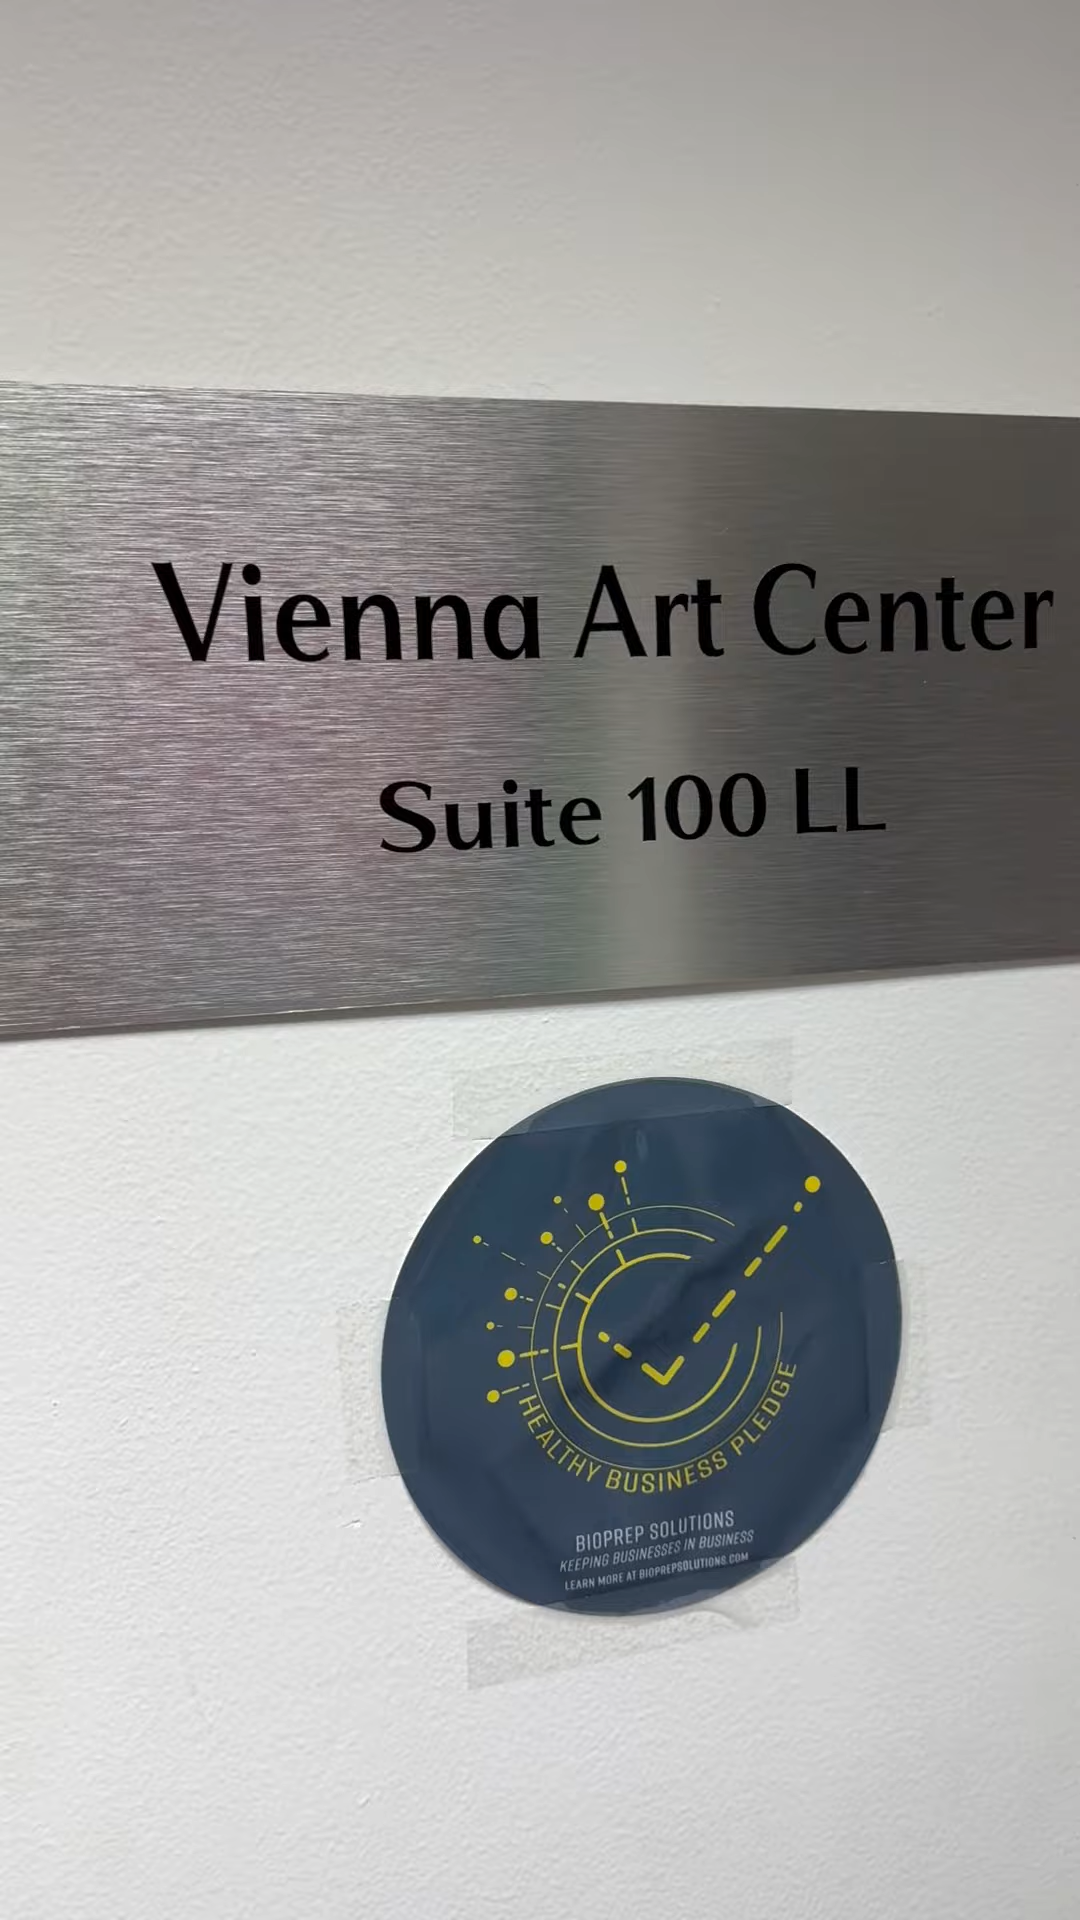 Vienna Art Center
Suite 100 LL
HEALTHY BUSINESS PLEDGE
BIOPREP SOLUTIONS
KEEPING BUSINESSES IN BUSINESS
LEARN MORE AT BIOPREPSOLUTIONS.COM